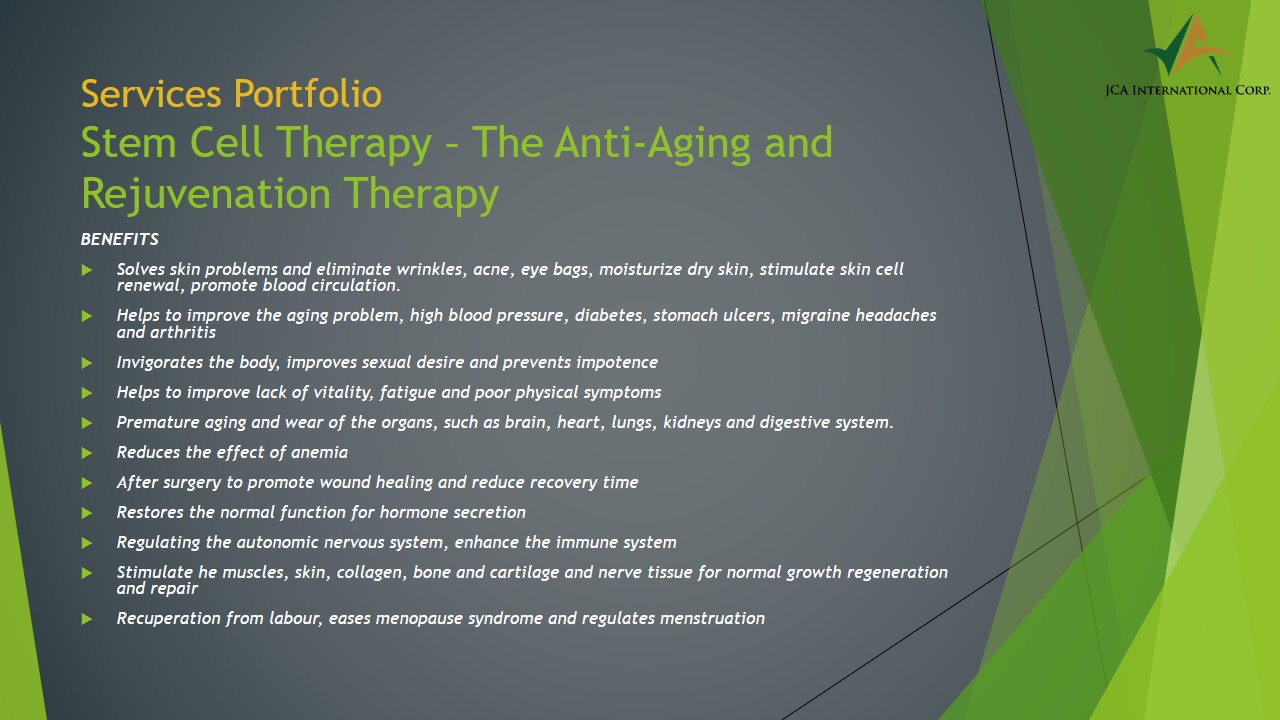 JCA International Corp.
Services Portfolio
Stem Cell Therapy – The Anti-Aging and
Rejuvenation Therapy
BENEFITS
Solves skin problems and eliminate wrinkles, acne, eye bags, moisturize dry skin, stimulate skin cell
renewal, promote blood circulation.
Helps to improve the aging problem, high blood pressure, diabetes, stomach ulcers, migraine headaches
and arthritis
Invigorates the body, improves sexual desire and prevents impotence
Helps to improve lack of vitality, fatigue and poor physical symptoms
Premature aging and wear of the organs, such as brain, heart, lungs, kidneys and digestive system.
Reduces the effect of anemia
After surgery to promote wound healing and reduce recovery time
Restores the normal function for hormone secretion
Regulating the autonomic nervous system, enhance the immune system
Stimulate he muscles, skin, collagen, bone and cartilage and nerve tissue for normal growth regeneration
and repair
Recuperation from labour, eases menopause syndrome and regulates menstruation